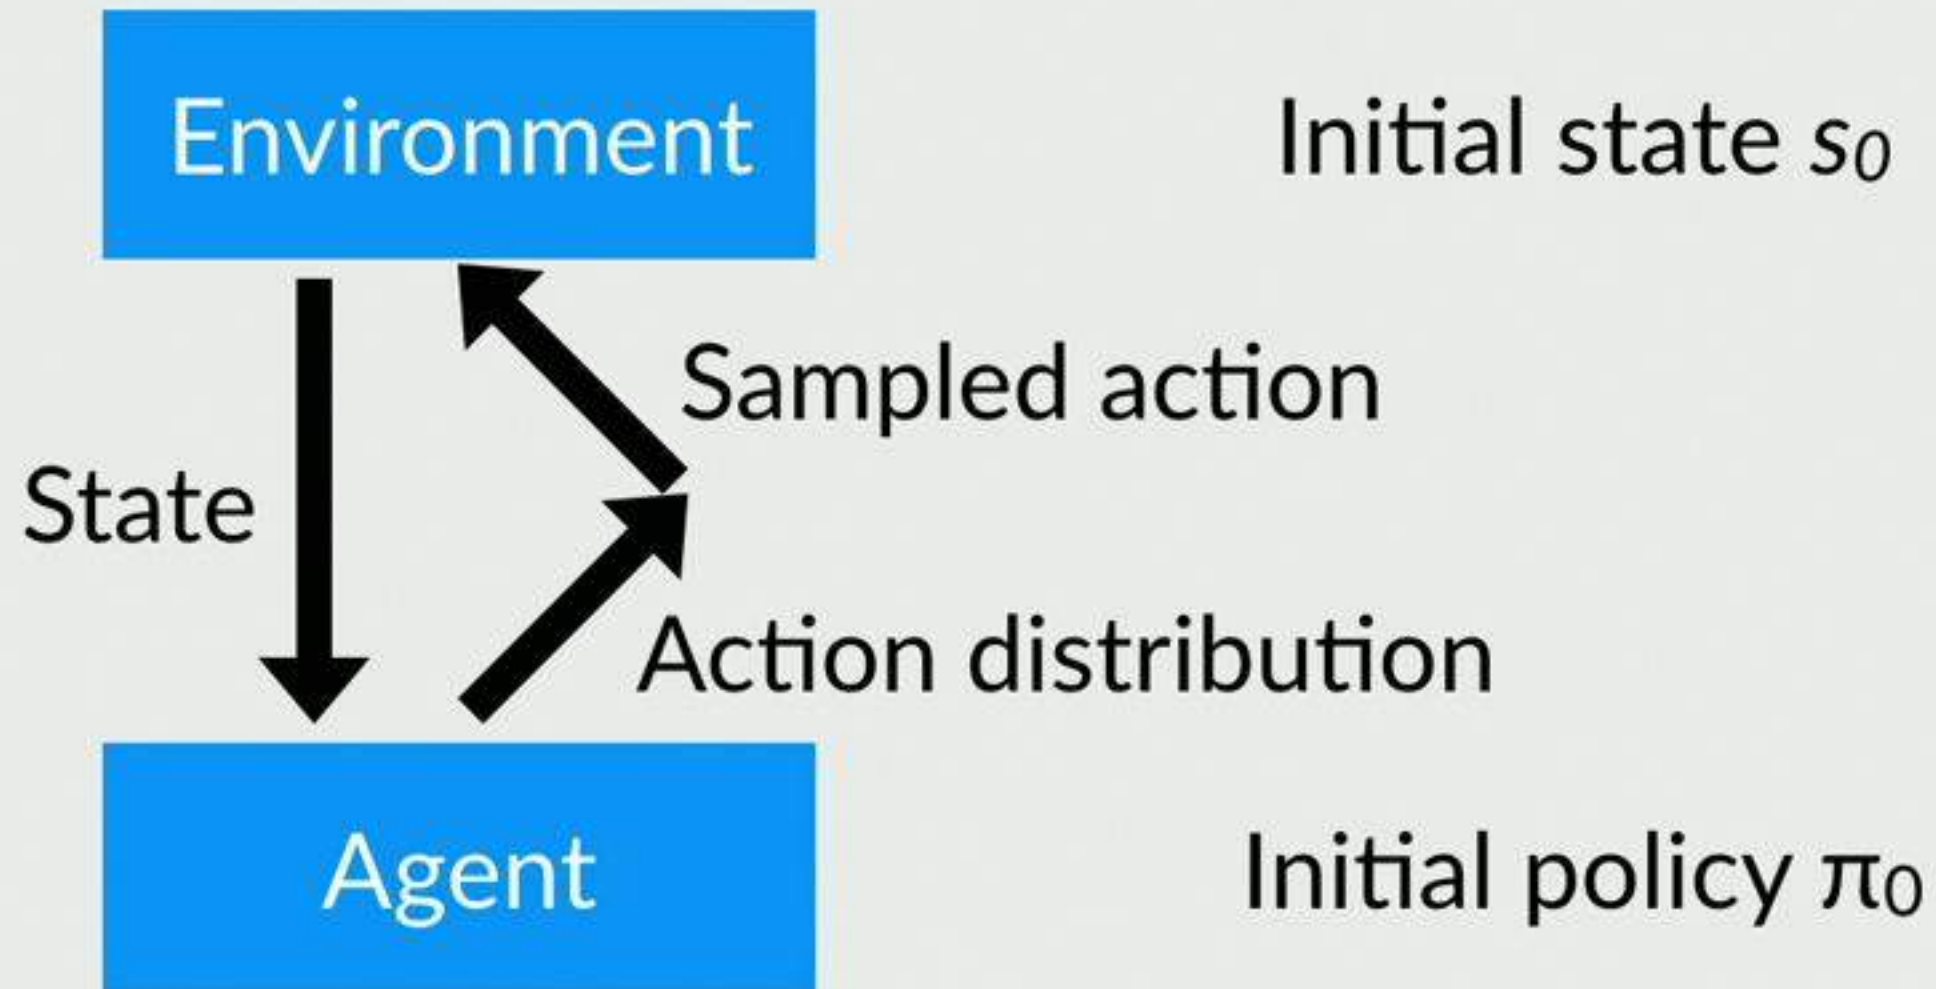 Environment
Initial state s₀
Sampled action
State
Action distribution
Agent
Initial policy π₀